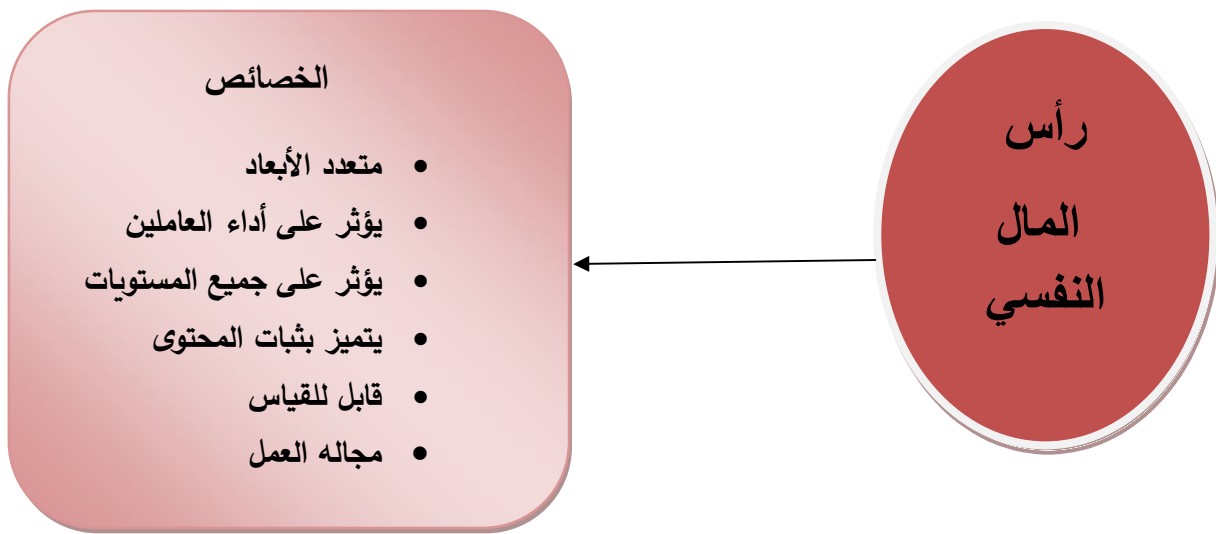 رأس
المال
النفسي
الخصائص
• متعدد الأبعاد
• يؤثر على أداء العاملين
• يؤثر على جميع المستويات
• يتميز بثبات المحتوى
• قابل للقياس
• مجاله العمل